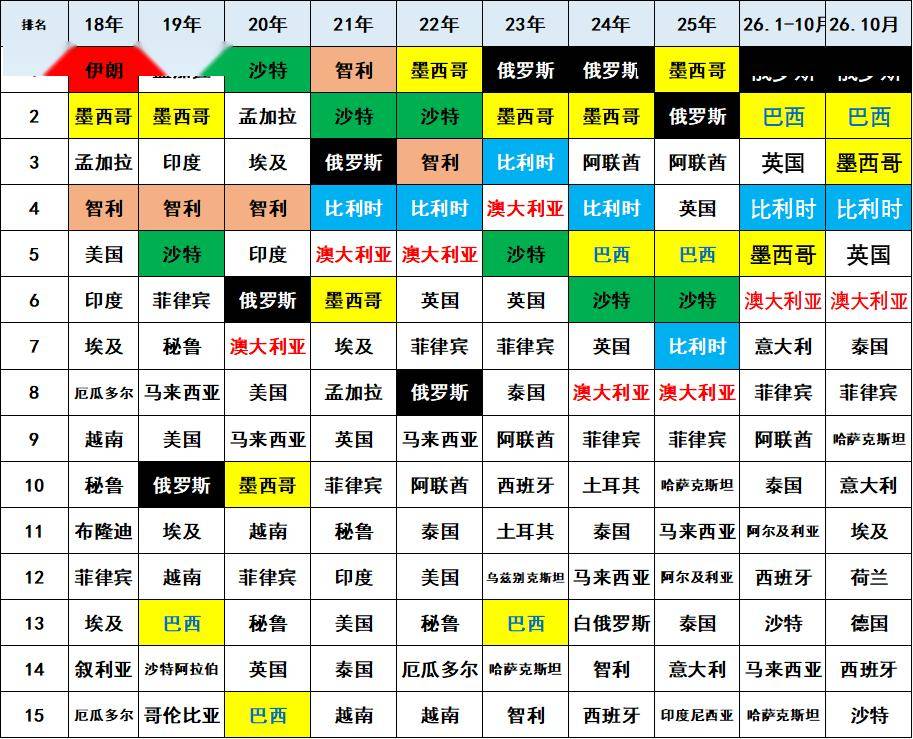 排名 18年 19年 20年 21年 22年 23年 24年 25年 26.1-10月 26.10月
伊朗 沙特 智利 墨西哥 俄罗斯 俄罗斯 墨西哥
2 墨西哥 墨西哥 孟加拉 沙特 沙特 墨西哥 墨西哥 俄罗斯 巴西 巴西
3 孟加拉 印度 埃及 俄罗斯 智利 比利时 阿联酋 阿联酋 英国 墨西哥
4 智利 智利 智利 比利时 比利时 澳大利亚 比利时 英国 比利时 比利时
5 美国 沙特 印度 澳大利亚 澳大利亚 沙特 巴西 巴西 墨西哥 英国
6 印度 菲律宾 俄罗斯 墨西哥 英国 英国 沙特 沙特 澳大利亚 澳大利亚
7 埃及 秘鲁 澳大利亚 埃及 菲律宾 菲律宾 英国 比利时 意大利 泰国
8 厄瓜多尔 马来西亚 美国 孟加拉 俄罗斯 泰国 澳大利亚 澳大利亚 菲律宾 菲律宾
9 越南 美国 马来西亚 英国 马来西亚 阿联酋 菲律宾 菲律宾 阿联酋 哈萨克斯坦
10 秘鲁 俄罗斯 墨西哥 菲律宾 阿联酋 西班牙 土耳其 哈萨克斯坦 泰国 意大利
11 布隆迪 埃及 越南 秘鲁 泰国 土耳其 泰国 马来西亚 阿尔及利亚 埃及
12 菲律宾 越南 菲律宾 印度 美国 乌兹别克斯坦 马来西亚 阿尔及利亚 西班牙 荷兰
13 埃及 巴西 秘鲁 美国 秘鲁 巴西 白俄罗斯 泰国 沙特 德国
14 叙利亚 沙特阿拉伯 英国 泰国 厄瓜多尔 哈萨克斯坦 智利 意大利 马来西亚 西班牙
15 厄瓜多尔 哥伦比亚 巴西 越南 越南 智利 西班牙 印度尼西亚 哈萨克斯坦 沙特